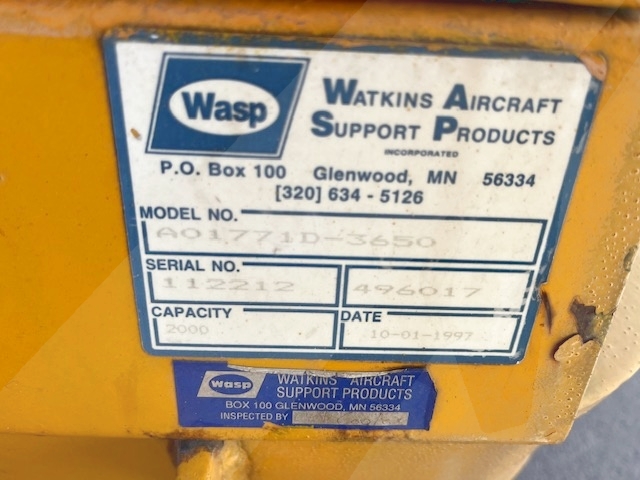 Wasp
WATKINS AIRCRAFT
SUPPORT PRODUCTS
INCORPORATED
P.O. Box 100 Glenwood, MN 56334
[320] 634 - 5126
MODEL NO.
A01771D-3650
SERIAL NO.
112212 496017
CAPACITY DATE
2000 10-01-1997
Wasp
WATKINS AIRCRAFT
SUPPORT PRODUCTS
BOX 100 GLENWOOD, MN 56334
INSPECTED BY